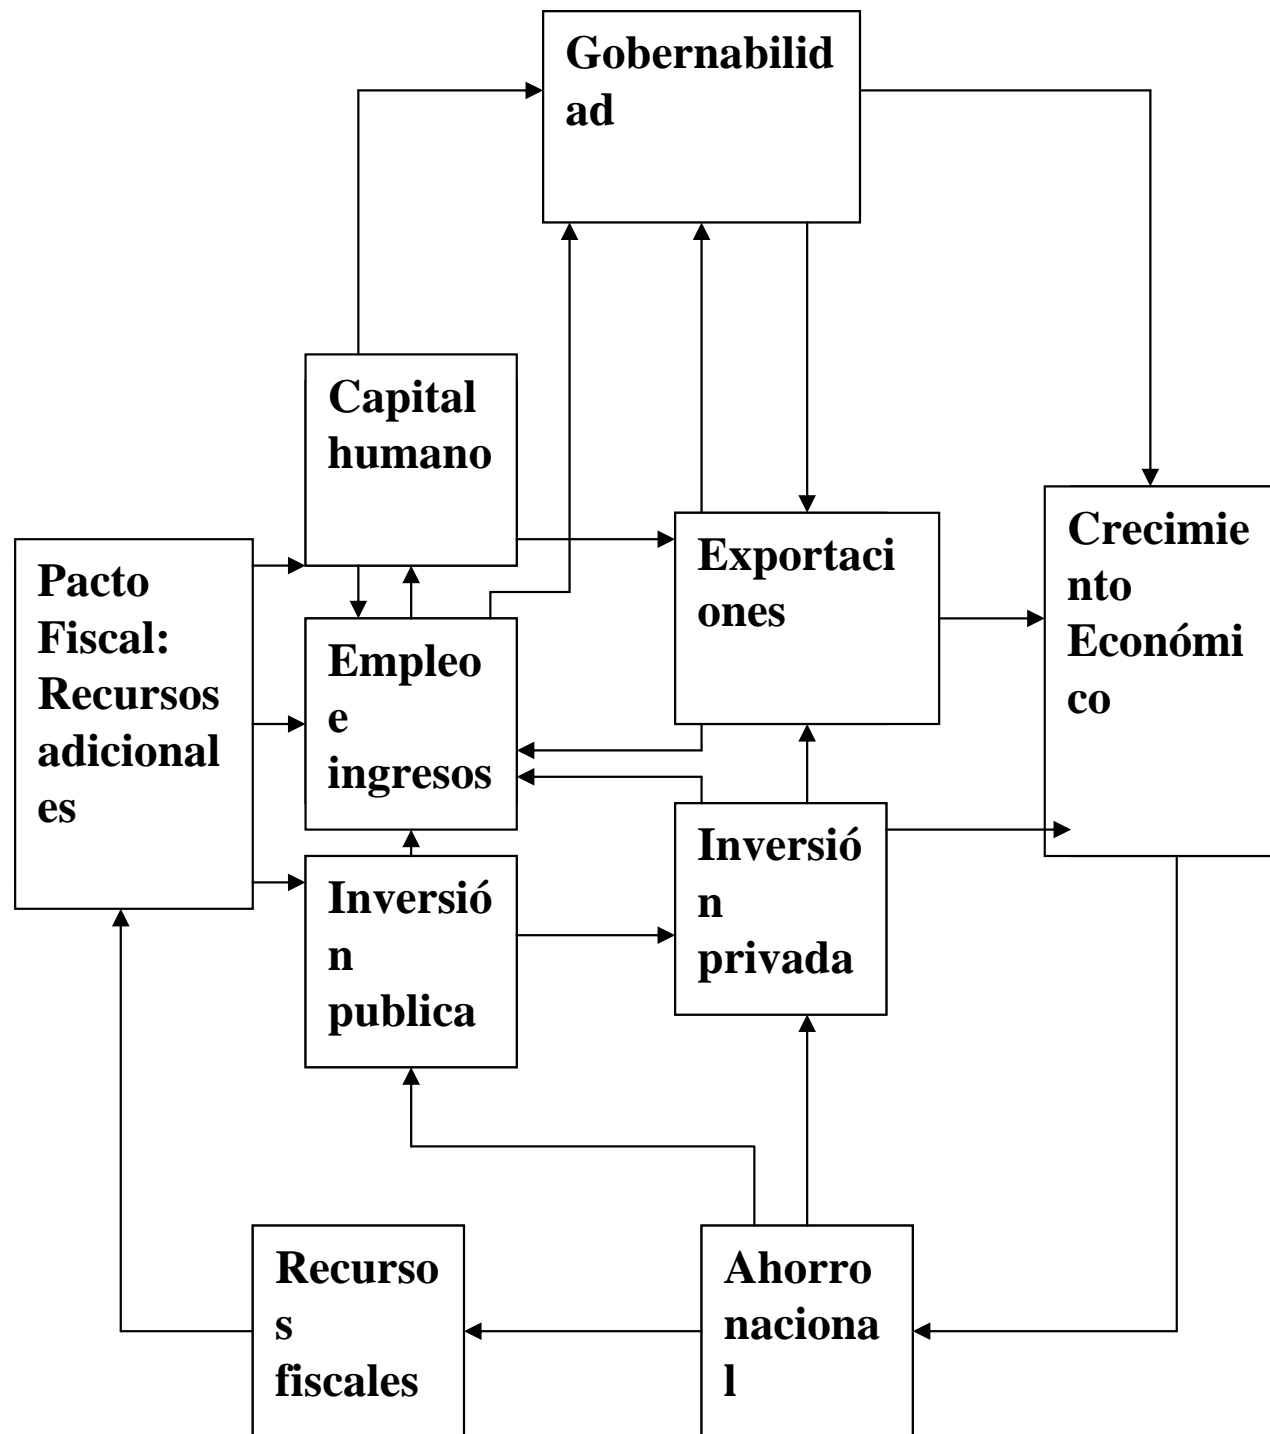 Gobernabilid
ad
Capital
humano
Pacto
Fiscal:
Recursos
adicional
es
Empleo
e
ingresos
Exportaci
ones
Crecimie
nto
Económi
co
Inversió
n
publica
Inversió
n
privada
Recurso
s
fiscales
Ahorro
naciona
l